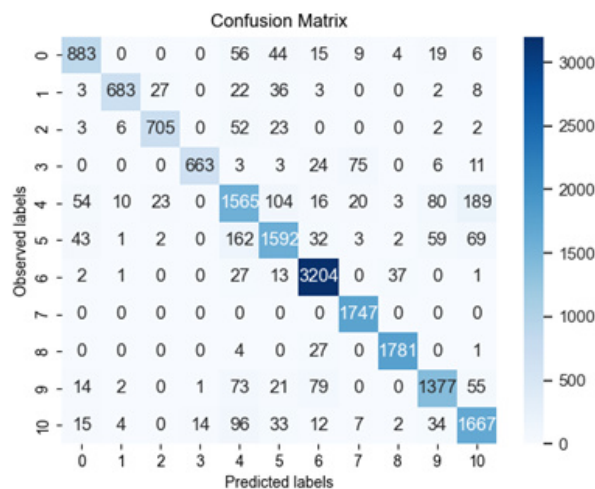 Confusion Matrix
0 883 0 0 0 56 44 15 9 4 19 6
1 3 683 27 0 22 36 3 0 0 2 8
2 3 6 705 0 52 23 0 0 0 2 2
3 0 0 0 663 3 3 24 75 0 6 11
4 54 10 23 0 1565 104 16 20 3 80 189
5 43 1 2 0 162 1592 32 3 2 59 69
6 2 1 0 0 27 13 3204 0 37 0 1
7 0 0 0 0 0 0 0 1747 0 0 0
8 0 0 0 0 4 0 27 0 1781 0 1
9 14 2 0 1 73 21 79 0 0 1377 55
10 15 4 0 14 96 33 12 7 2 34 1667
0 1 2 3 4 5 6 7 8 9 10
Predicted labels
Observed labels
3000
2500
2000
1500
1000
500
0